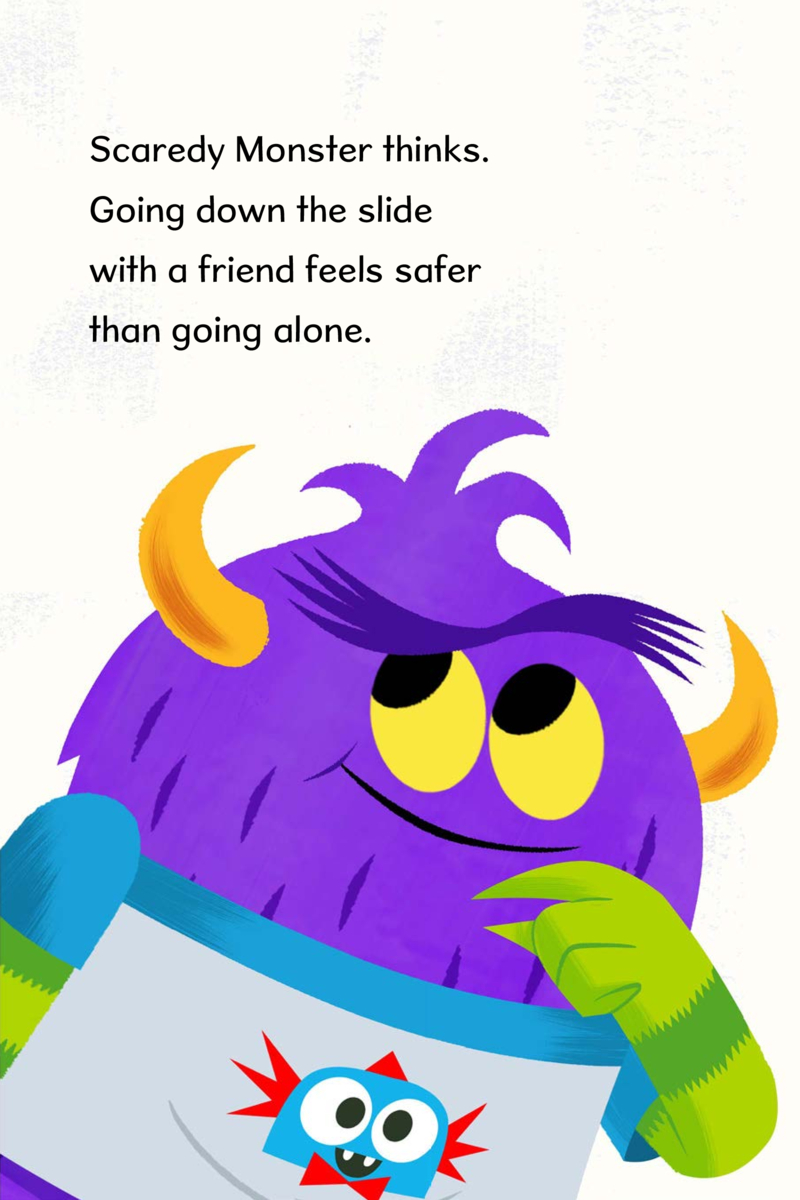 Scaredy Monster thinks.
Going down the slide
with a friend feels safer
than going alone.